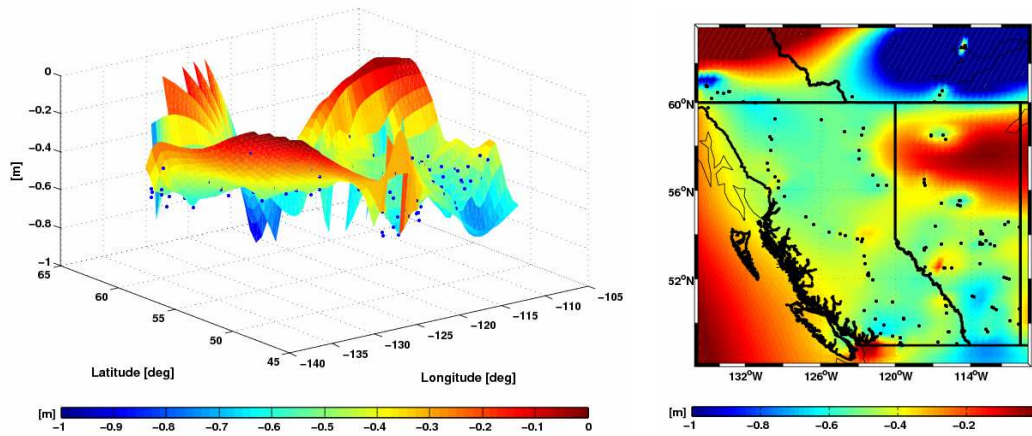 0
−0.2
−0.4
−0.6
−0.8
−1
[m]
65
60
55
50
45
−140
−135
−130
−125
−120
−115
−110
−105
Latitude [deg]
Longitude [deg]
[m]
−1 −0.9 −0.8 −0.7 −0.6 −0.5 −0.4 −0.3 −0.2 −0.1 0
60°N
56°N
52°N
132°W 126°W 120°W 114°W
[m]
−1 −0.8 −0.6 −0.4 −0.2